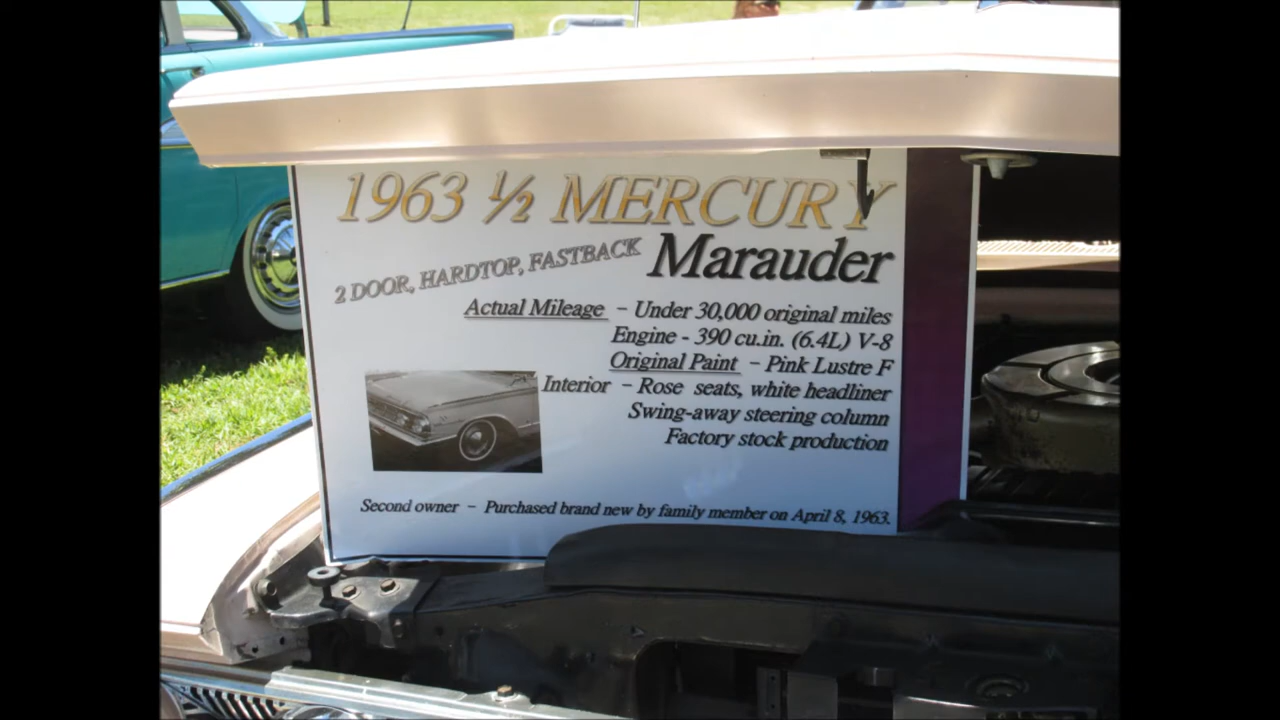 1963 ½ MERCURY
2 DOOR, HARDTOP, FASTBACK
Marauder
Actual Mileage – Under 30,000 original miles
Engine - 390 cu.in. (6.4L) V-8
Original Paint – Pink Lustre F
Interior – Rose seats, white headliner
Swing-away steering column
Factory stock production
Second owner – Purchased brand new by family member on April 8, 1963.